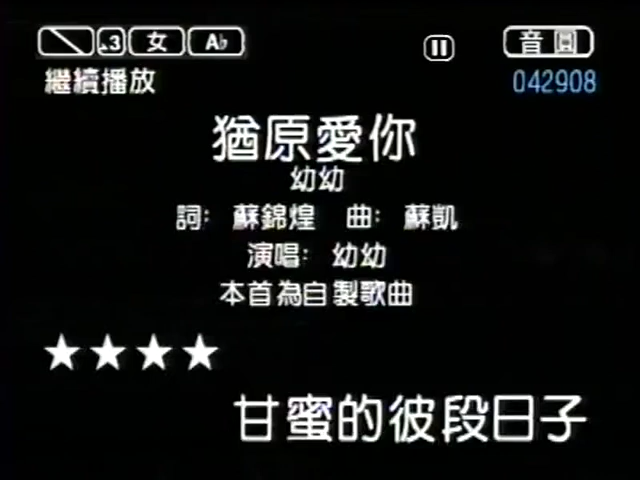 3 女 A♭ 音圓
繼續播放 042908
猶原愛你
幼幼
詞: 蘇錦煌 曲: 蘇凱
演唱: 幼幼
本首為自製歌曲
★★★★
甘蜜的彼段日子